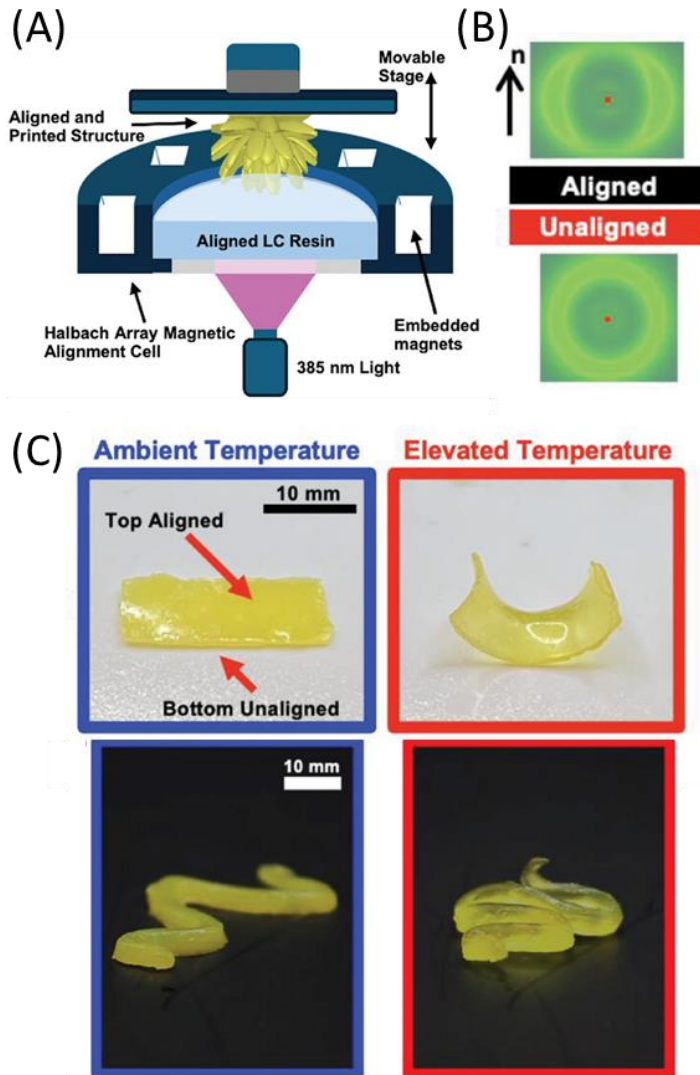 (A)
Movable
Stage
Aligned and
Printed Structure
Aligned LC Resin
Halbach Array Magnetic
Alignment Cell
Embedded
magnets
385 nm Light
(B)
n
Aligned
Unaligned
(C)
Ambient Temperature
Elevated Temperature
10 mm
Top Aligned
Bottom Unaligned
10 mm